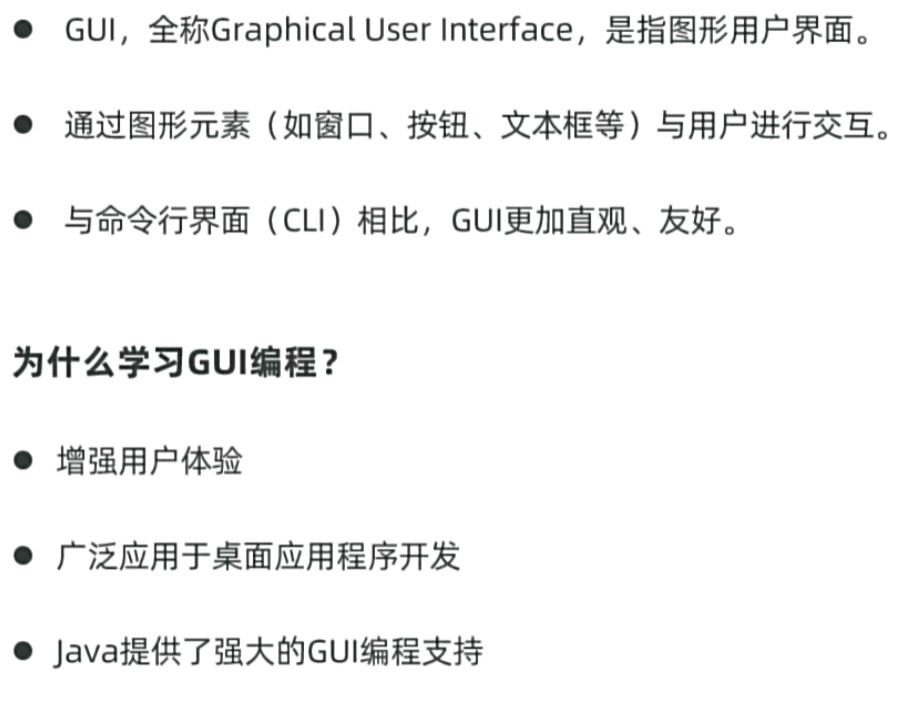 ● GUI，全称Graphical User Interface，是指图形用户界面。
● 通过图形元素（如窗口、按钮、文本框等）与用户进行交互。
● 与命令行界面（CLI）相比，GUI更加直观、友好。
为什么学习GUI编程？
● 增强用户体验
● 广泛应用于桌面应用程序开发
● Java提供了强大的GUI编程支持